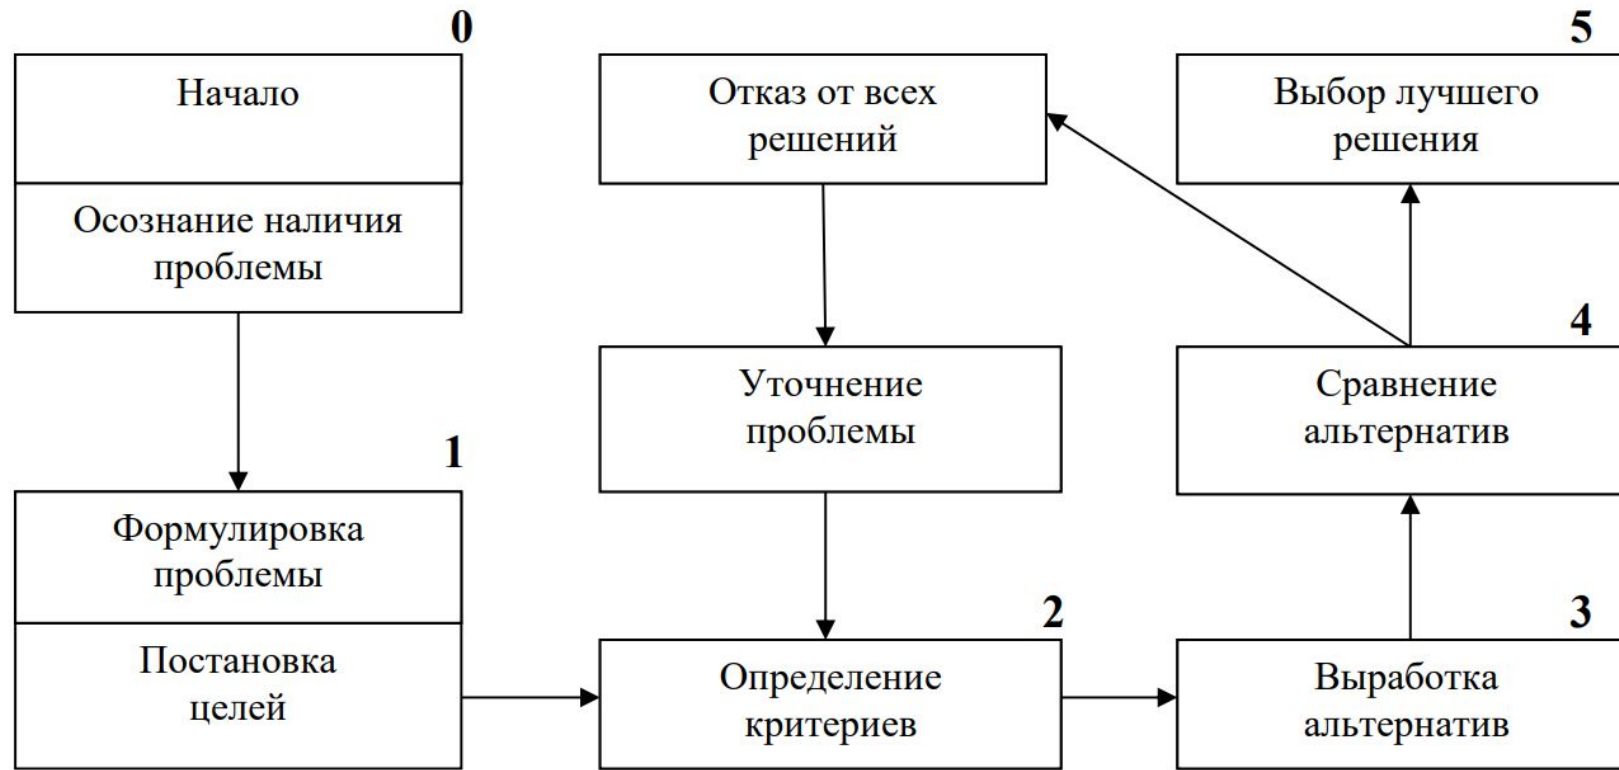 0
Начало
Осознание наличия
проблемы
1
Формулировка
проблемы
Постановка
целей
Отказ от всех
решений
Уточнение
проблемы
2
Определение
критериев
5
Выбор лучшего
решения
4
Сравнение
альтернатив
3
Выработка
альтернатив